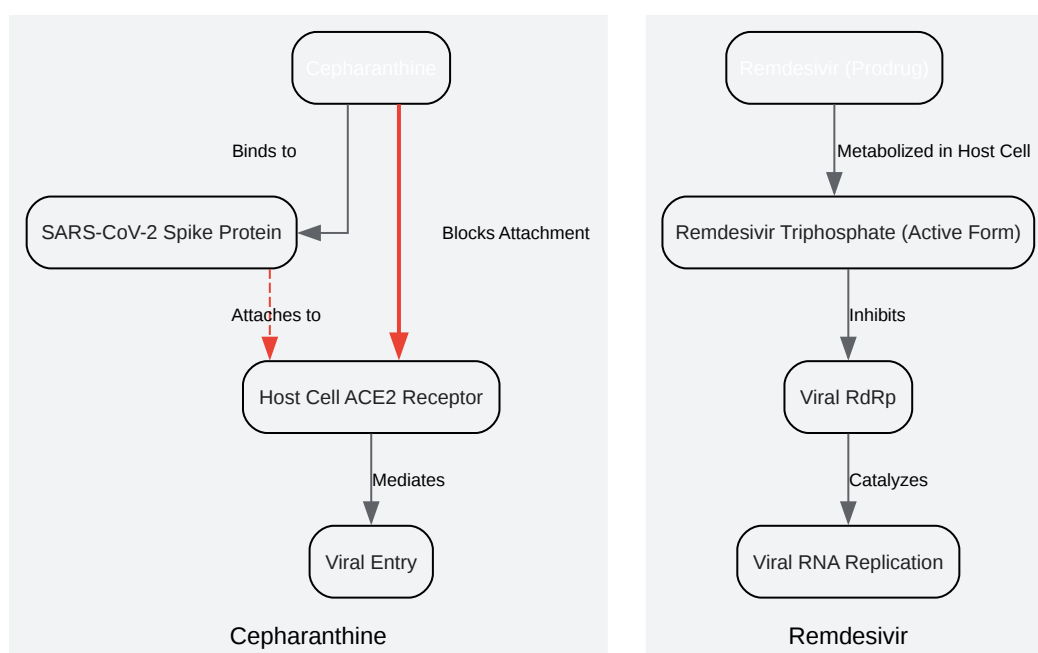 Cepharanthine
Binds to
SARS-CoV-2 Spike Protein
Blocks Attachment
Attaches to
Host Cell ACE2 Receptor
Mediates
Viral Entry
Cepharanthine
Remdesivir (Prodrug)
Metabolized in Host Cell
Remdesivir Triphosphate (Active Form)
Inhibits
Viral RdRp
Catalyzes
Viral RNA Replication
Remdesivir